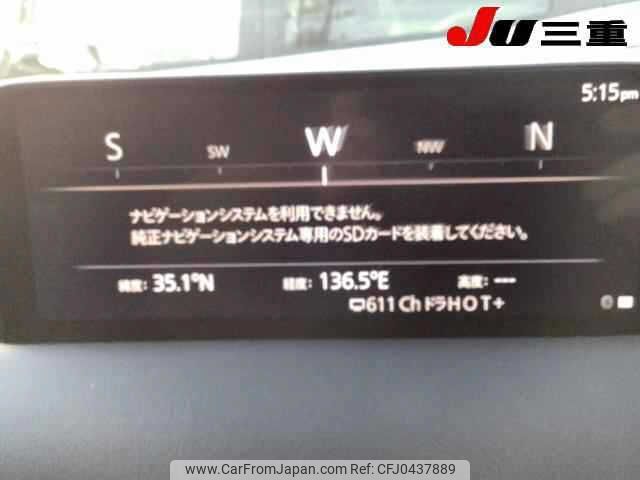 JU三重
5:15pm
S SW W NW N
ナビゲーションシステムを利用できません。
純正ナビゲーションシステム専用のSDカードを装着してください。
緯度: 35.1°N 経度: 136.5°E 高度: ---
611 Ch ドラHOT+
www.CarFromJapan.com - CFJ0437889